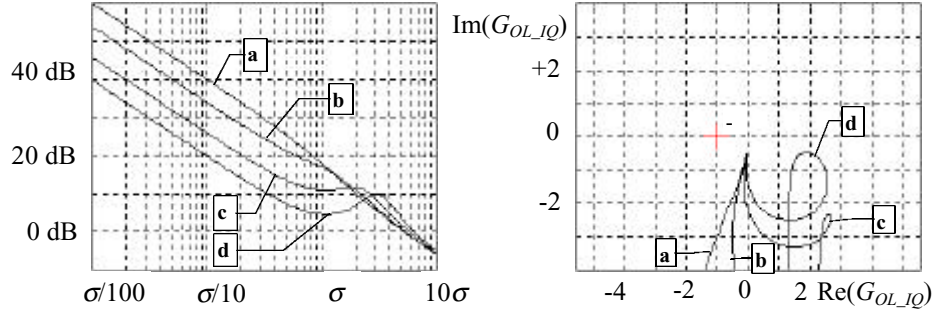 40 dB
20 dB
0 dB
a
b
c
d
σ/100 σ/10 σ 10σ
Im(G_OL_IQ)
+2
0
-2
-
d
c
a
b
-4 -2 0 2 Re(G_OL_IQ)